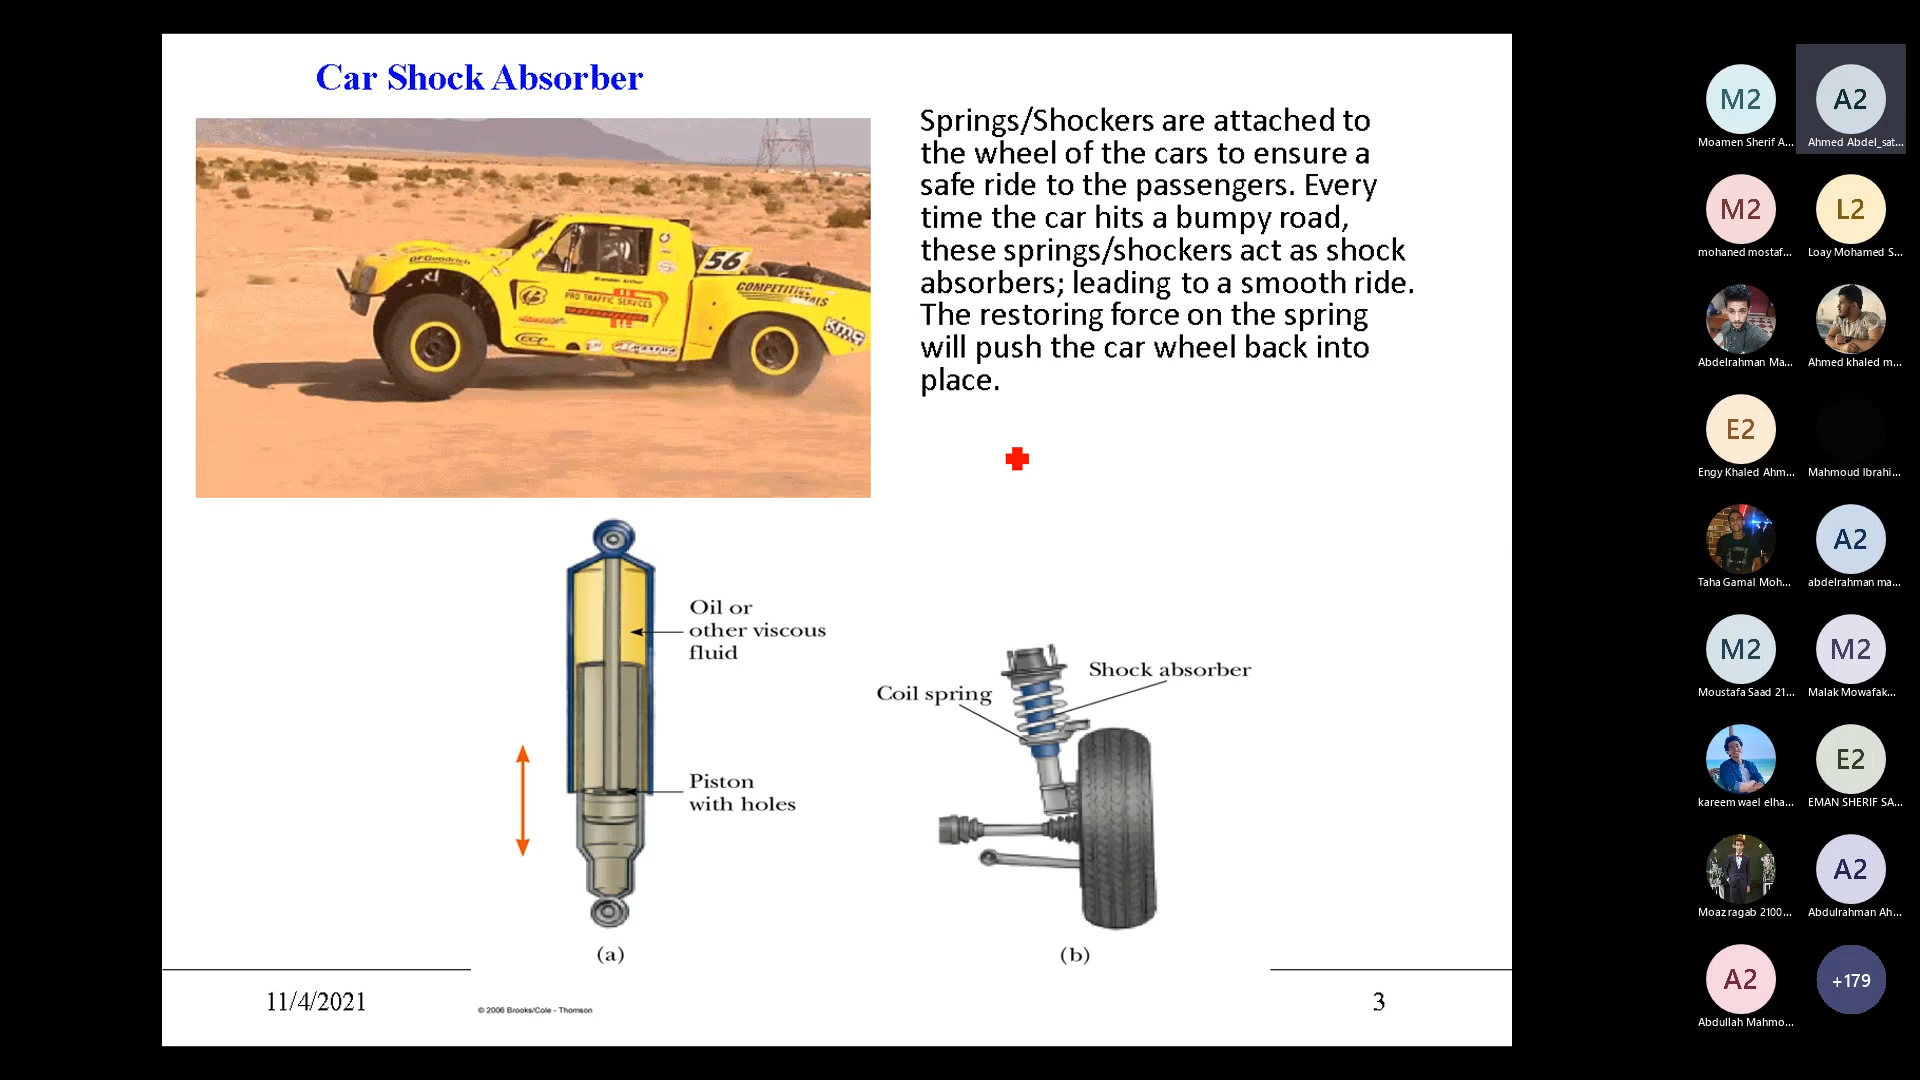 Car Shock Absorber
Springs/Shockers are attached to
the wheel of the cars to ensure a
safe ride to the passengers. Every
time the car hits a bumpy road,
these springs/shockers act as shock
absorbers; leading to a smooth ride.
The restoring force on the spring
will push the car wheel back into
place.
BFGoodrich
56
PRO TRAFFIC SERVICES
KMC
Oil or
other viscous
fluid
Piston
with holes
(a)
Coil spring
Shock absorber
(b)
11/4/2021
© 2006 Brooks/Cole - Thomson
3
M2
A2
Moamen Sherif A...
Ahmed Abdel_sat...
M2
L2
mohaned mostaf...
Loay Mohamed S...
Abdelrahman Ma...
Ahmed khaled m...
E2
Engy Khaled Ahm...
Mahmoud Ibrahi...
A2
Taha Gamal Moh...
abdelrahman ma...
M2
M2
Moustafa Saad 21...
Malak Mowafak...
E2
kareem wael elha...
EMAN SHERIF SA...
A2
Moaz ragab 2100...
Abdulrahman Ah...
A2
+179
Abdullah Mahmo...